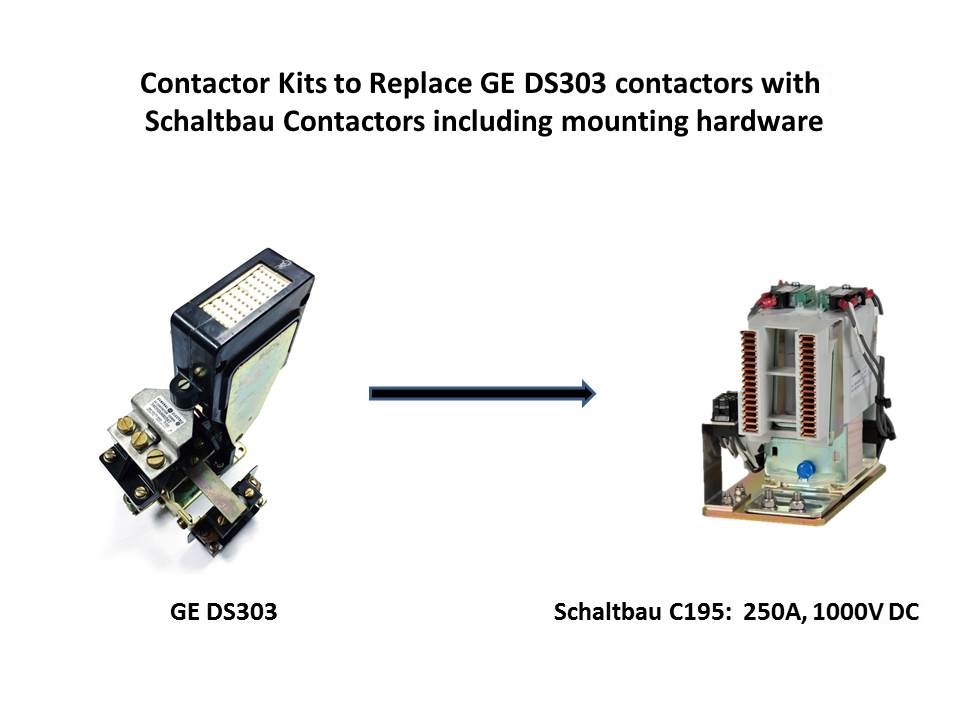 Contactor Kits to Replace GE DS303 contactors with
Schaltbau Contactors including mounting hardware
GE DS303
Schaltbau C195: 250A, 1000V DC